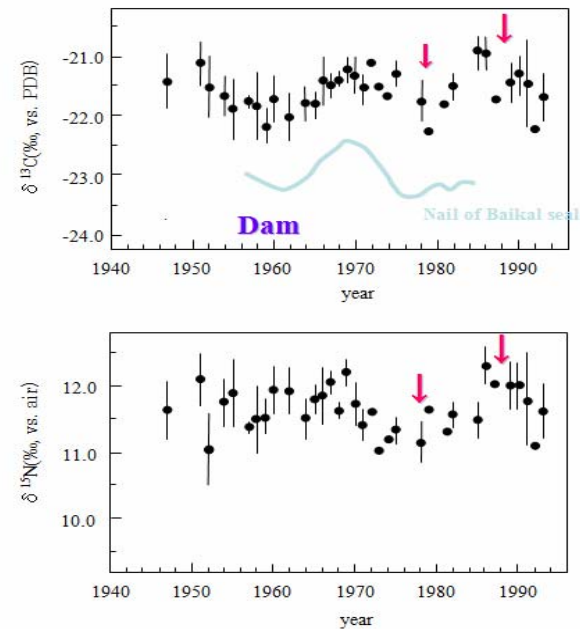 δ ¹³C(‰, vs. PDB)
-21.0
-22.0
-23.0
-24.0
Nail of Baikal seal
Dam
1940 1950 1960 1970 1980 1990
year
δ ¹⁵N(‰, vs. air)
12.0
11.0
10.0
1940 1950 1960 1970 1980 1990
year